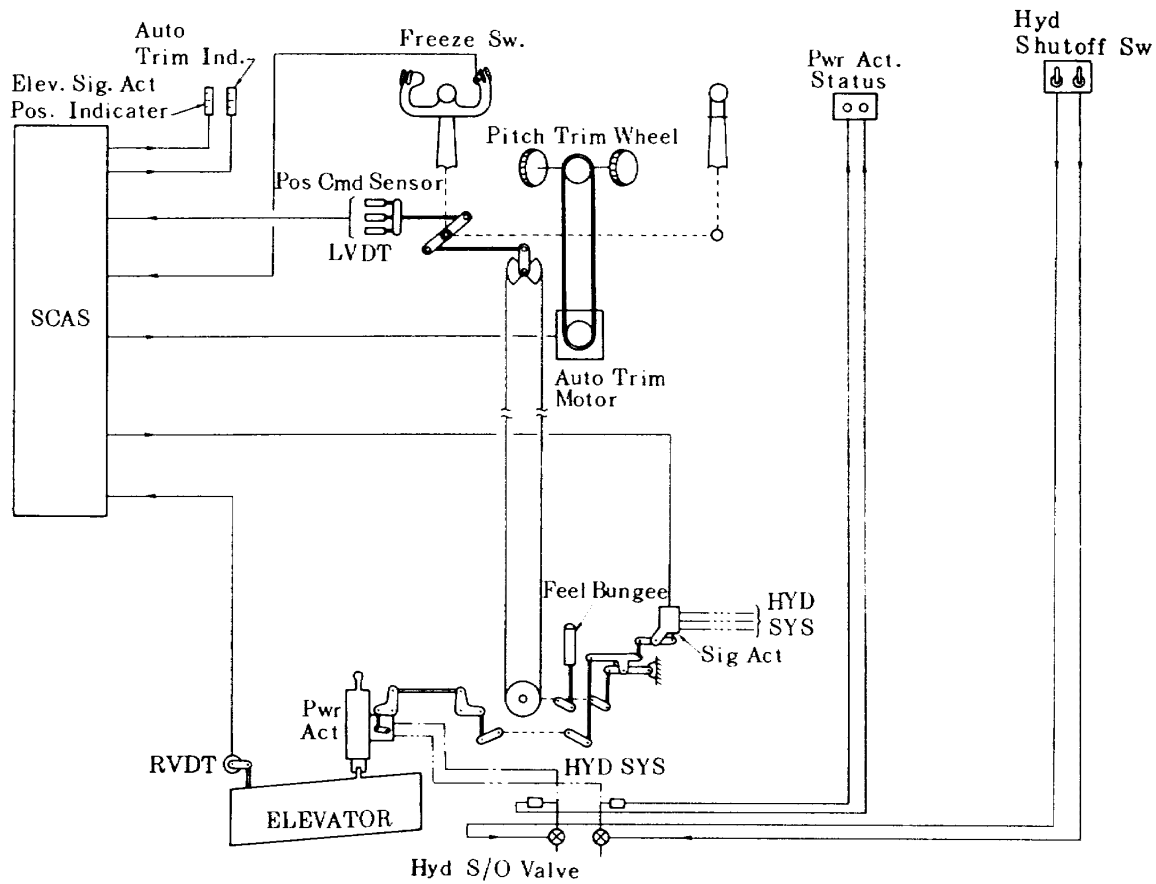 Auto
Trim Ind.
Elev. Sig. Act
Pos. Indicater
Freeze Sw.
Pwr Act.
Status
Hyd
Shutoff Sw
Pitch Trim Wheel
Pos Cmd Sensor
LVDT
SCAS
Auto Trim
Motor
Feel Bungee
HYD
SYS
Sig Act
Pwr
Act
RVDT
HYD SYS
ELEVATOR
Hyd S/O Valve